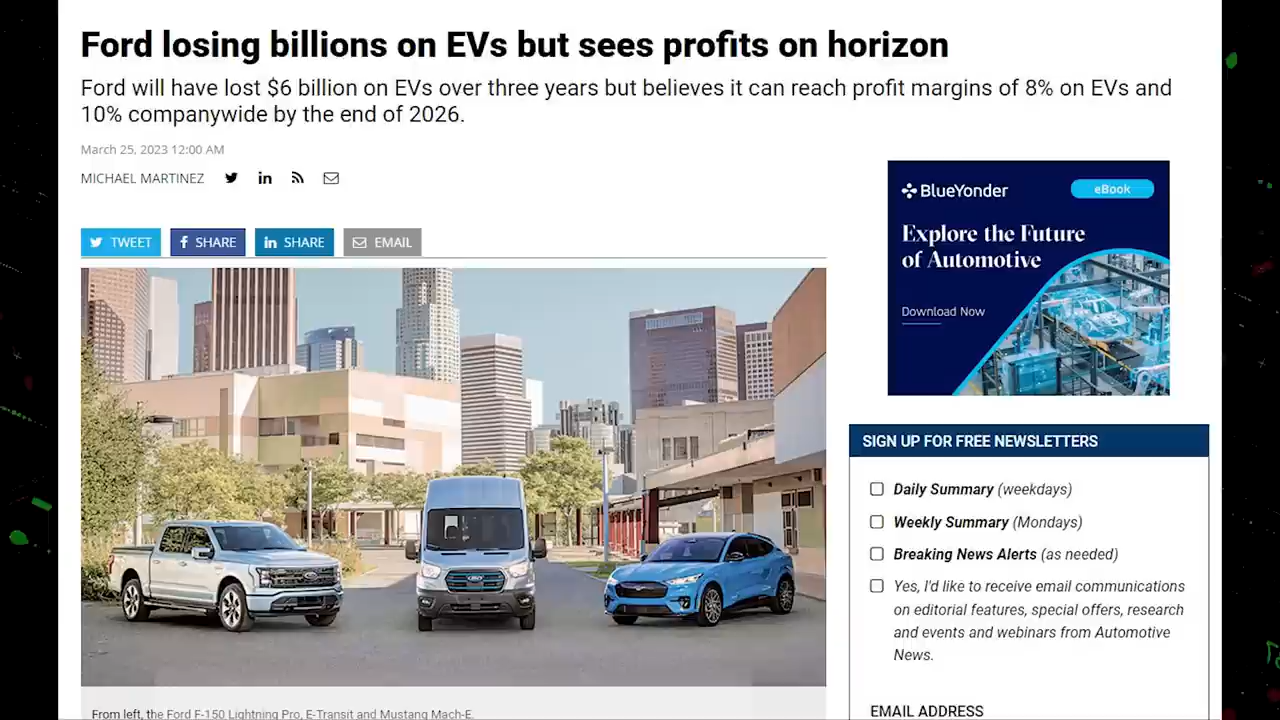 Ford losing billions on EVs but sees profits on horizon
Ford will have lost $6 billion on EVs over three years but believes it can reach profit margins of 8% on EVs and
10% companywide by the end of 2026.
March 25, 2023 12:00 AM
MICHAEL MARTINEZ
TWEET
SHARE
SHARE
EMAIL
From left, the Ford F-150 Lightning Pro, E-Transit and Mustang Mach-E.
BlueYonder
eBook
Explore the Future
of Automotive
Download Now
SIGN UP FOR FREE NEWSLETTERS
Daily Summary (weekdays)
Weekly Summary (Mondays)
Breaking News Alerts (as needed)
Yes, I'd like to receive email communications
on editorial features, special offers, research
and events and webinars from Automotive
News.
EMAIL ADDRESS